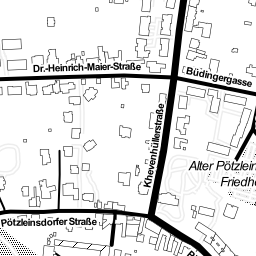 Dr.-Heinrich-Maier-Straße
Büdingergasse
Khevenhüllerstraße
Alter Pötzlein
Friedh
Pötzleinsdorfer Straße